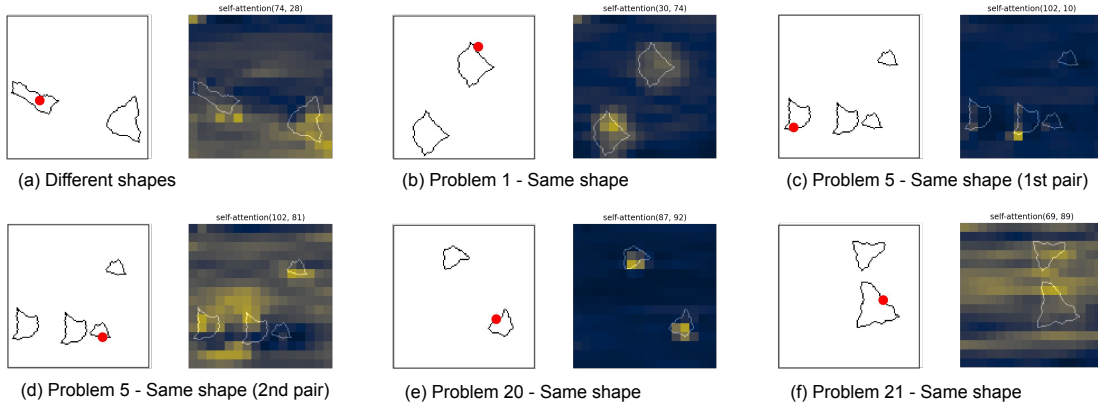 self-attention(74, 28)
self-attention(30, 74)
self-attention(102, 10)
(a) Different shapes
(b) Problem 1 - Same shape
(c) Problem 5 - Same shape (1st pair)
self-attention(102, 81)
self-attention(87, 92)
self-attention(69, 89)
(d) Problem 5 - Same shape (2nd pair)
(e) Problem 20 - Same shape
(f) Problem 21 - Same shape